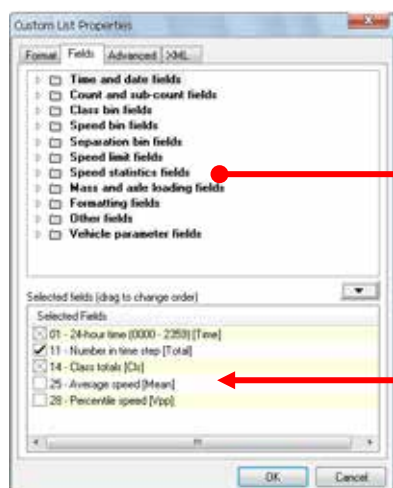 Custom List Properties
Format Fields Advanced XML
Time and date fields
Count and sub-count fields
Class bin fields
Speed bin fields
Separation bin fields
Speed limit fields
Speed statistics fields
Mass and axle loading fields
Formatting fields
Other fields
Vehicle parameter fields
Selected fields (drag to change order)
Selected Fields
01 - 24-hour time (0000 - 2359) [Time]
11 - Number in time step [Total]
14 - Class totals [Cls]
25 - Average speed [Mean]
28 - Percentile speed [Vpp]
OK Cancel